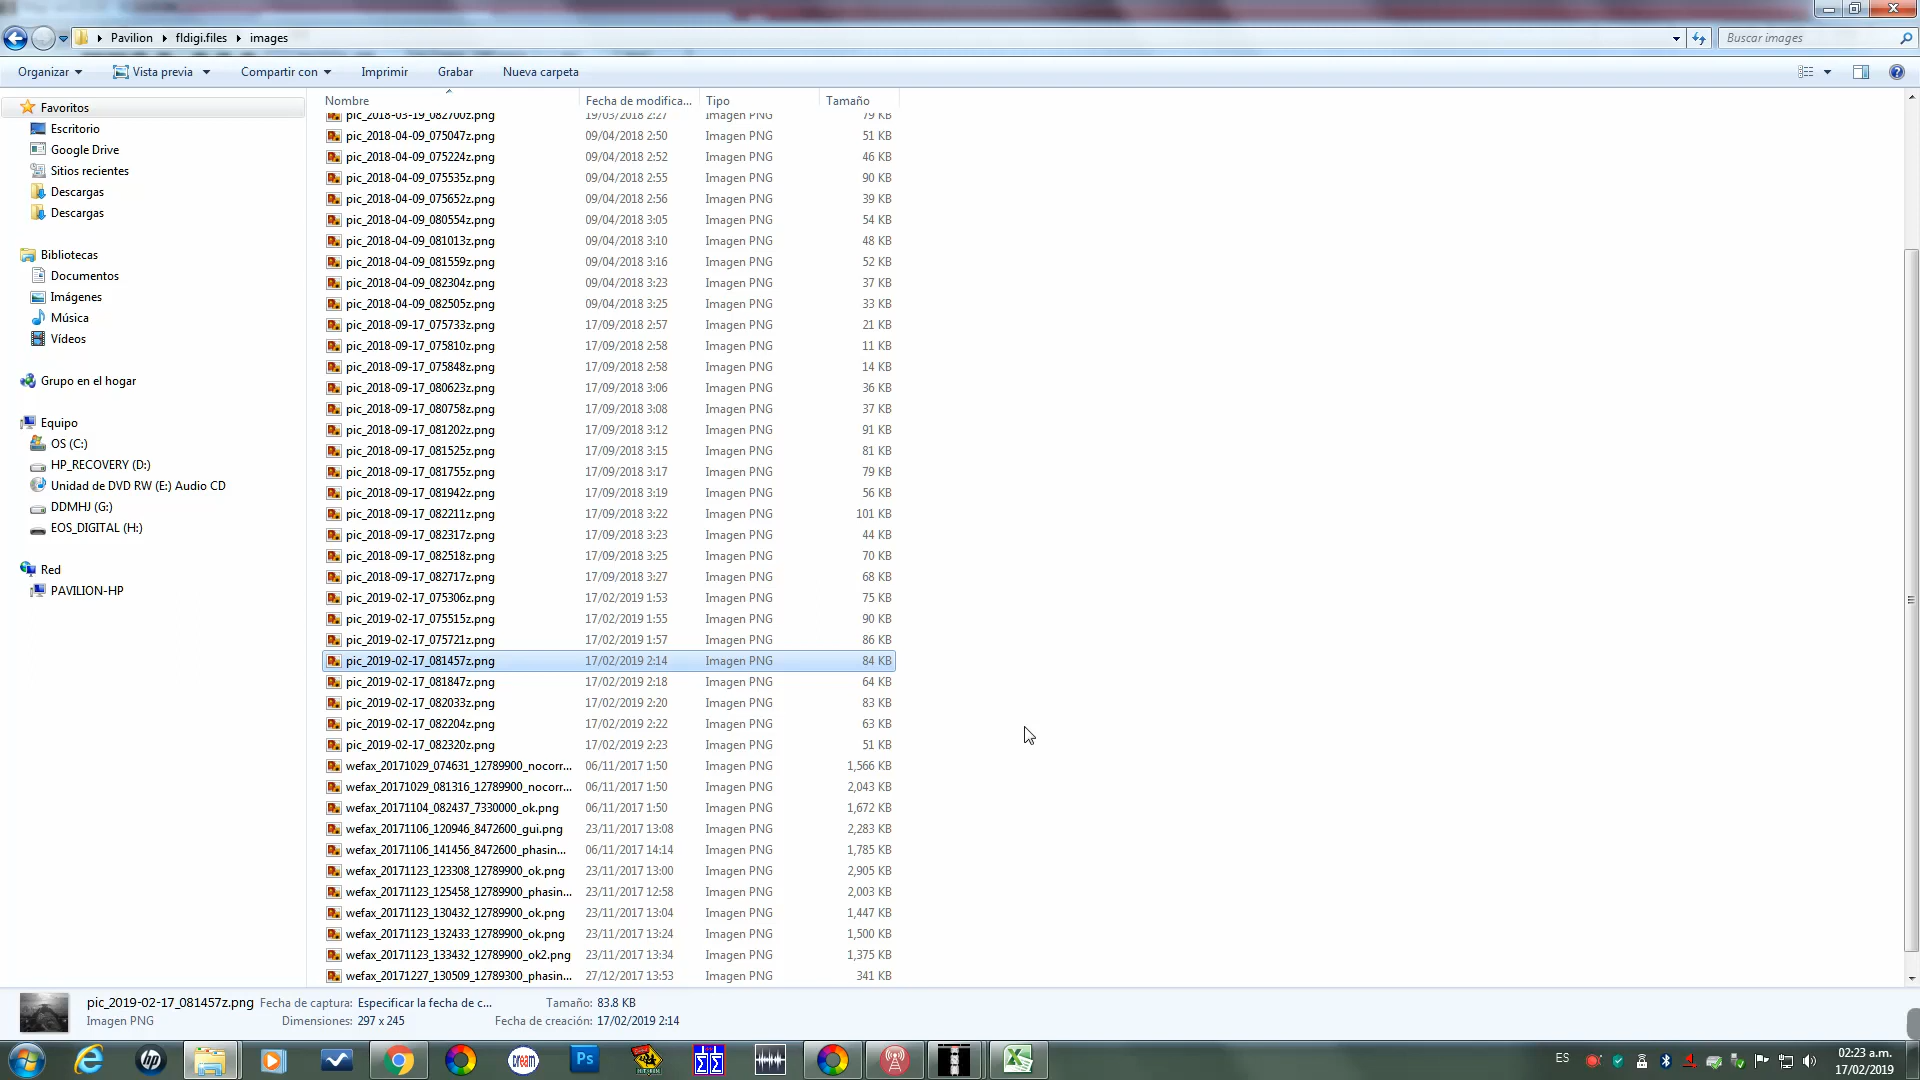 Pavilion fldigi.files images
Buscar images
Organizar Vista previa Compartir con Imprimir Grabar Nueva carpeta
Favoritos
Escritorio
Google Drive
Sitios recientes
Descargas
Descargas
Bibliotecas
Documentos
Imágenes
Música
Vídeos
Grupo en el hogar
Equipo
OS (C:)
HP_RECOVERY (D:)
Unidad de DVD RW (E:) Audio CD
DDMHJ (G:)
EOS_DIGITAL (H:)
Red
PAVILION-HP
Nombre Fecha de modifica... Tipo Tamaño
pic_2018-03-19_082700z.png 19/03/2018 2:27 Imagen PNG 79 KB
pic_2018-04-09_075047z.png 09/04/2018 2:50 Imagen PNG 51 KB
pic_2018-04-09_075224z.png 09/04/2018 2:52 Imagen PNG 46 KB
pic_2018-04-09_075535z.png 09/04/2018 2:55 Imagen PNG 90 KB
pic_2018-04-09_075652z.png 09/04/2018 2:56 Imagen PNG 39 KB
pic_2018-04-09_080554z.png 09/04/2018 3:05 Imagen PNG 54 KB
pic_2018-04-09_081013z.png 09/04/2018 3:10 Imagen PNG 48 KB
pic_2018-04-09_081559z.png 09/04/2018 3:16 Imagen PNG 52 KB
pic_2018-04-09_082304z.png 09/04/2018 3:23 Imagen PNG 37 KB
pic_2018-04-09_082505z.png 09/04/2018 3:25 Imagen PNG 33 KB
pic_2018-09-17_075733z.png 17/09/2018 2:57 Imagen PNG 21 KB
pic_2018-09-17_075810z.png 17/09/2018 2:58 Imagen PNG 11 KB
pic_2018-09-17_075848z.png 17/09/2018 2:58 Imagen PNG 14 KB
pic_2018-09-17_080623z.png 17/09/2018 3:06 Imagen PNG 36 KB
pic_2018-09-17_080758z.png 17/09/2018 3:08 Imagen PNG 37 KB
pic_2018-09-17_081202z.png 17/09/2018 3:12 Imagen PNG 91 KB
pic_2018-09-17_081525z.png 17/09/2018 3:15 Imagen PNG 81 KB
pic_2018-09-17_081755z.png 17/09/2018 3:17 Imagen PNG 79 KB
pic_2018-09-17_081942z.png 17/09/2018 3:19 Imagen PNG 56 KB
pic_2018-09-17_082211z.png 17/09/2018 3:22 Imagen PNG 101 KB
pic_2018-09-17_082317z.png 17/09/2018 3:23 Imagen PNG 44 KB
pic_2018-09-17_082518z.png 17/09/2018 3:25 Imagen PNG 70 KB
pic_2018-09-17_082717z.png 17/09/2018 3:27 Imagen PNG 68 KB
pic_2019-02-17_075306z.png 17/02/2019 1:53 Imagen PNG 75 KB
pic_2019-02-17_075515z.png 17/02/2019 1:55 Imagen PNG 90 KB
pic_2019-02-17_075721z.png 17/02/2019 1:57 Imagen PNG 86 KB
pic_2019-02-17_081457z.png 17/02/2019 2:14 Imagen PNG 84 KB
pic_2019-02-17_081847z.png 17/02/2019 2:18 Imagen PNG 64 KB
pic_2019-02-17_082033z.png 17/02/2019 2:20 Imagen PNG 83 KB
pic_2019-02-17_082204z.png 17/02/2019 2:22 Imagen PNG 63 KB
pic_2019-02-17_082320z.png 17/02/2019 2:23 Imagen PNG 51 KB
wefax_20171029_074631_12789900_nocorr... 06/11/2017 1:50 Imagen PNG 1,566 KB
wefax_20171029_081316_12789900_nocorr... 06/11/2017 1:50 Imagen PNG 2,043 KB
wefax_20171104_082437_7330000_ok.png 06/11/2017 1:50 Imagen PNG 1,672 KB
wefax_20171106_120946_8472600_gui.png 23/11/2017 13:08 Imagen PNG 2,283 KB
wefax_20171106_141456_8472600_phasin... 06/11/2017 14:14 Imagen PNG 1,785 KB
wefax_20171123_123308_12789900_ok.png 23/11/2017 13:00 Imagen PNG 2,905 KB
wefax_20171123_125458_12789900_phasin... 23/11/2017 12:58 Imagen PNG 2,003 KB
wefax_20171123_130432_12789900_ok.png 23/11/2017 13:04 Imagen PNG 1,447 KB
wefax_20171123_132433_12789900_ok.png 23/11/2017 13:24 Imagen PNG 1,500 KB
wefax_20171123_133432_12789900_ok2.png 23/11/2017 13:34 Imagen PNG 1,375 KB
wefax_20171227_130509_12789300_phasin... 27/12/2017 13:53 Imagen PNG 341 KB
pic_2019-02-17_081457z.png Fecha de captura: Especificar la fecha de c... Tamaño: 83.8 KB
Imagen PNG Dimensiones: 297 x 245 Fecha de creación: 17/02/2019 2:14
hp
dream
Ps
ES
02:23 a.m.
17/02/2019